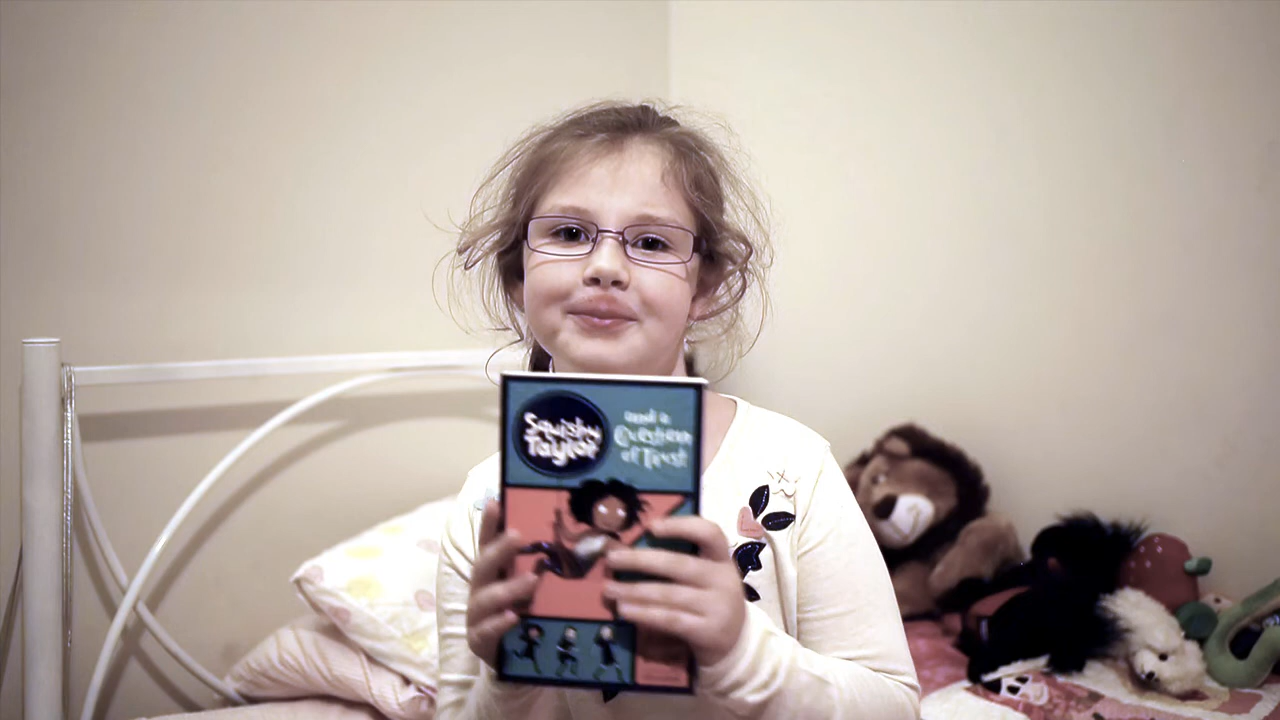 Squishy
Taylor
and a
Question
of Trust